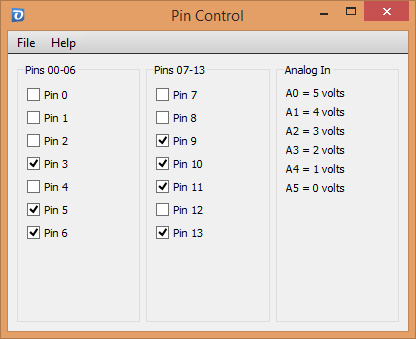 Pin Control
File Help
Pins 00-06
Pin 0
Pin 1
Pin 2
Pin 3
Pin 4
Pin 5
Pin 6
Pins 07-13
Pin 7
Pin 8
Pin 9
Pin 10
Pin 11
Pin 12
Pin 13
Analog In
A0 = 5 volts
A1 = 4 volts
A2 = 3 volts
A3 = 2 volts
A4 = 1 volts
A5 = 0 volts